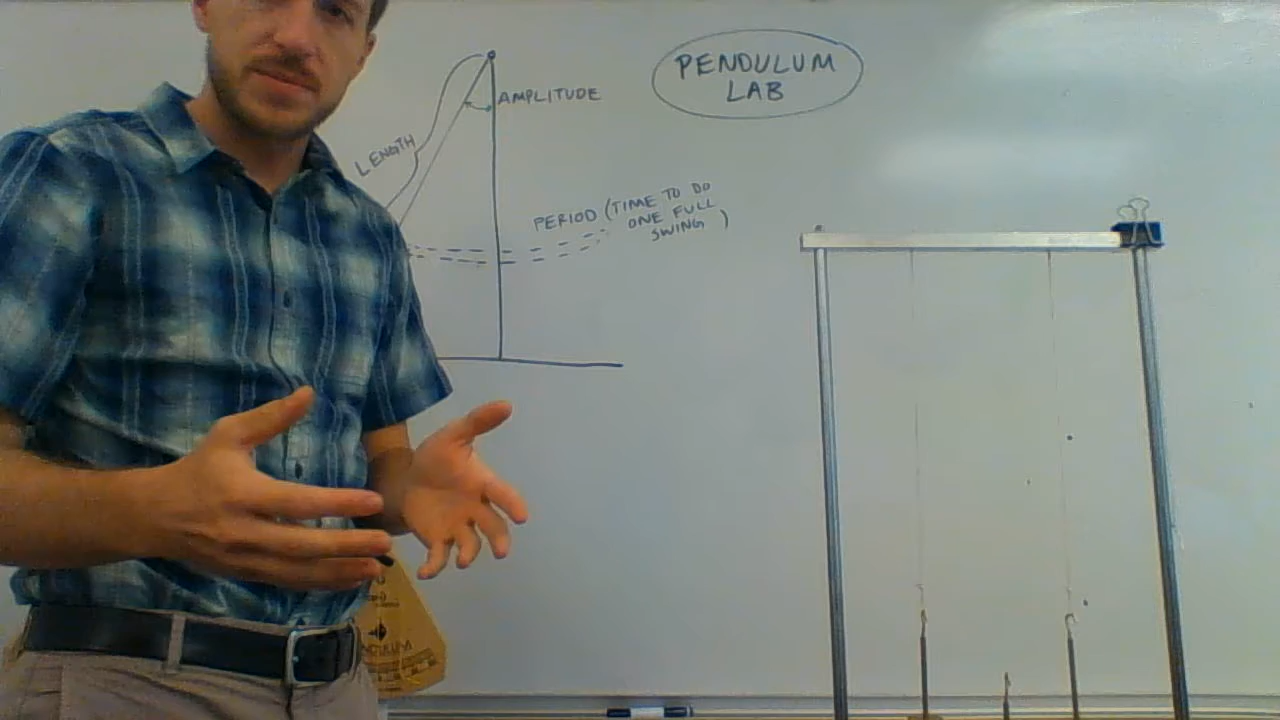 PENDULUM
LAB
AMPLITUDE
LENGTH
PERIOD (TIME TO DO
ONE FULL
SWING)